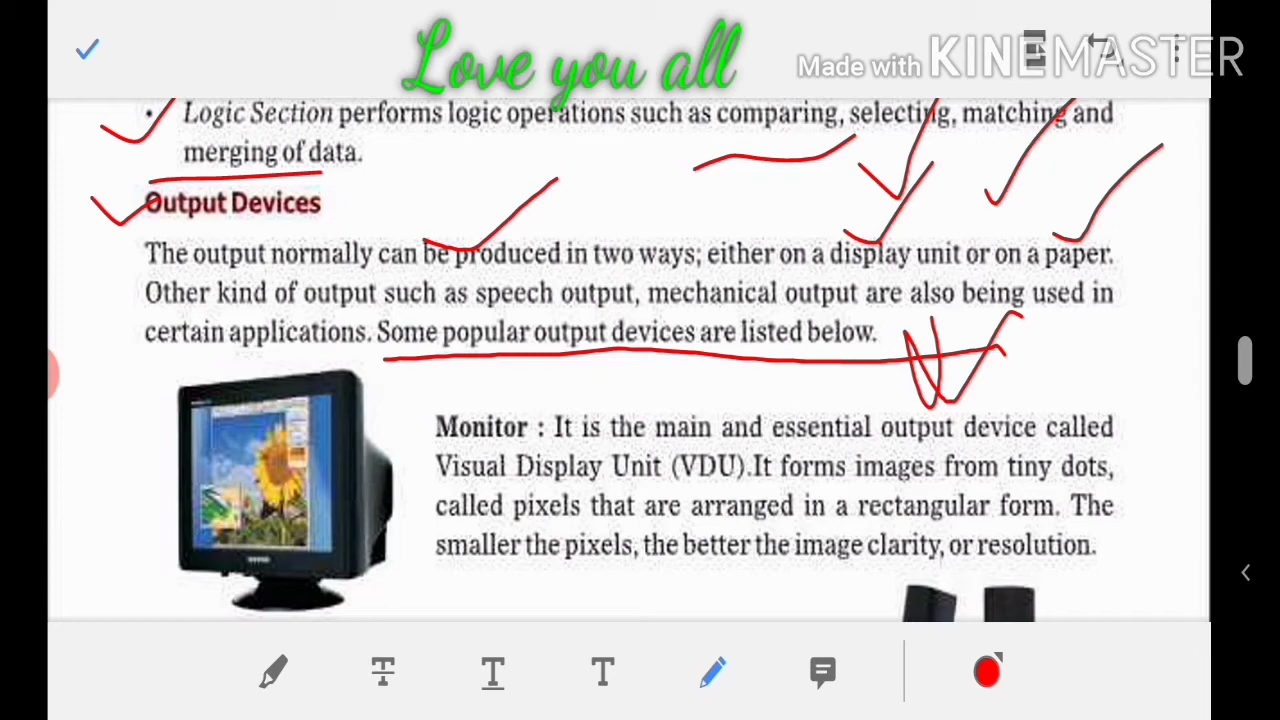 Love you all
Made with KINEMASTER
• Logic Section performs logic operations such as comparing, selecting, matching and
merging of data.
Output Devices
The output normally can be produced in two ways; either on a display unit or on a paper.
Other kind of output such as speech output, mechanical output are also being used in
certain applications. Some popular output devices are listed below.
Monitor : It is the main and essential output device called
Visual Display Unit (VDU).It forms images from tiny dots,
called pixels that are arranged in a rectangular form. The
smaller the pixels, the better the image clarity, or resolution.